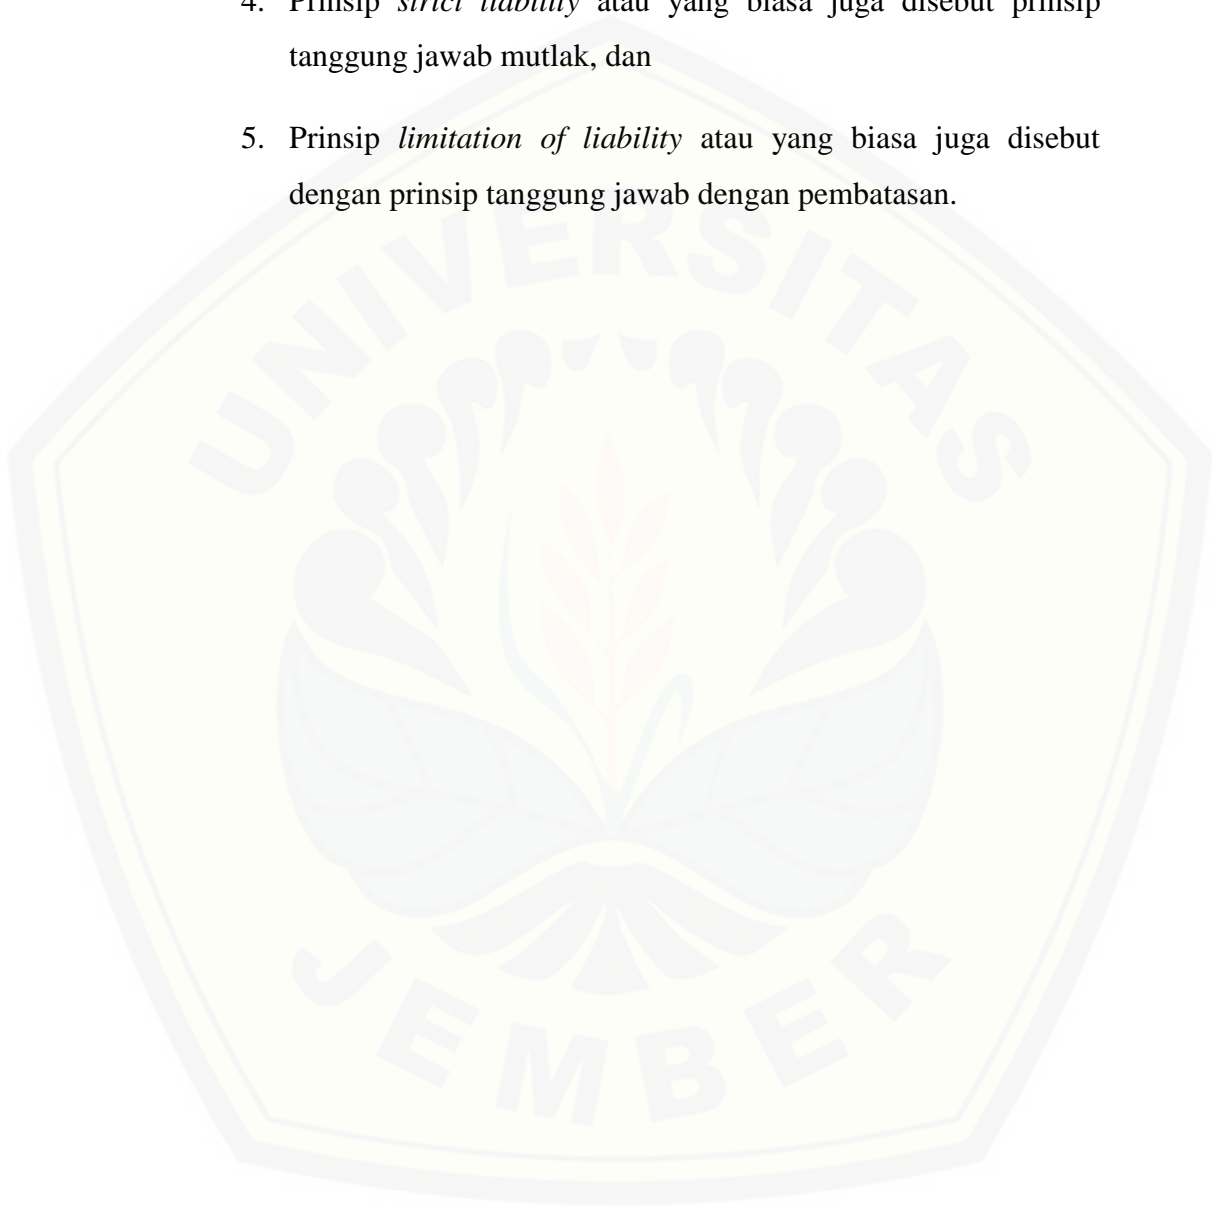 4. Prinsip strict liability atau yang biasa juga disebut prinsip
tanggung jawab mutlak, dan
5. Prinsip limitation of liability atau yang biasa juga disebut
dengan prinsip tanggung jawab dengan pembatasan.
UNIVERSITAS
JEMBER